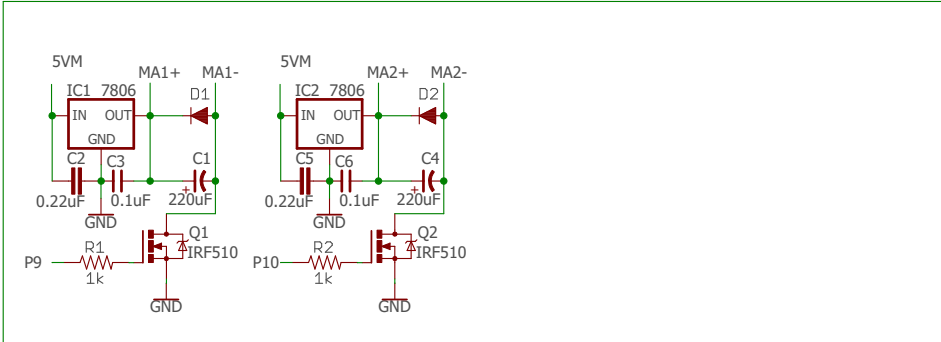 5VM
MA1+ MA1-
IC1 7806
D1
IN OUT
GND
C2 C3 C1
0.22uF 0.1uF + 220uF
GND
Q1
IRF510
P9 R1
1k
GND
5VM
MA2+ MA2-
IC2 7806
D2
IN OUT
GND
C5 C6 C4
0.22uF 0.1uF + 220uF
GND
Q2
IRF510
P10 R2
1k
GND